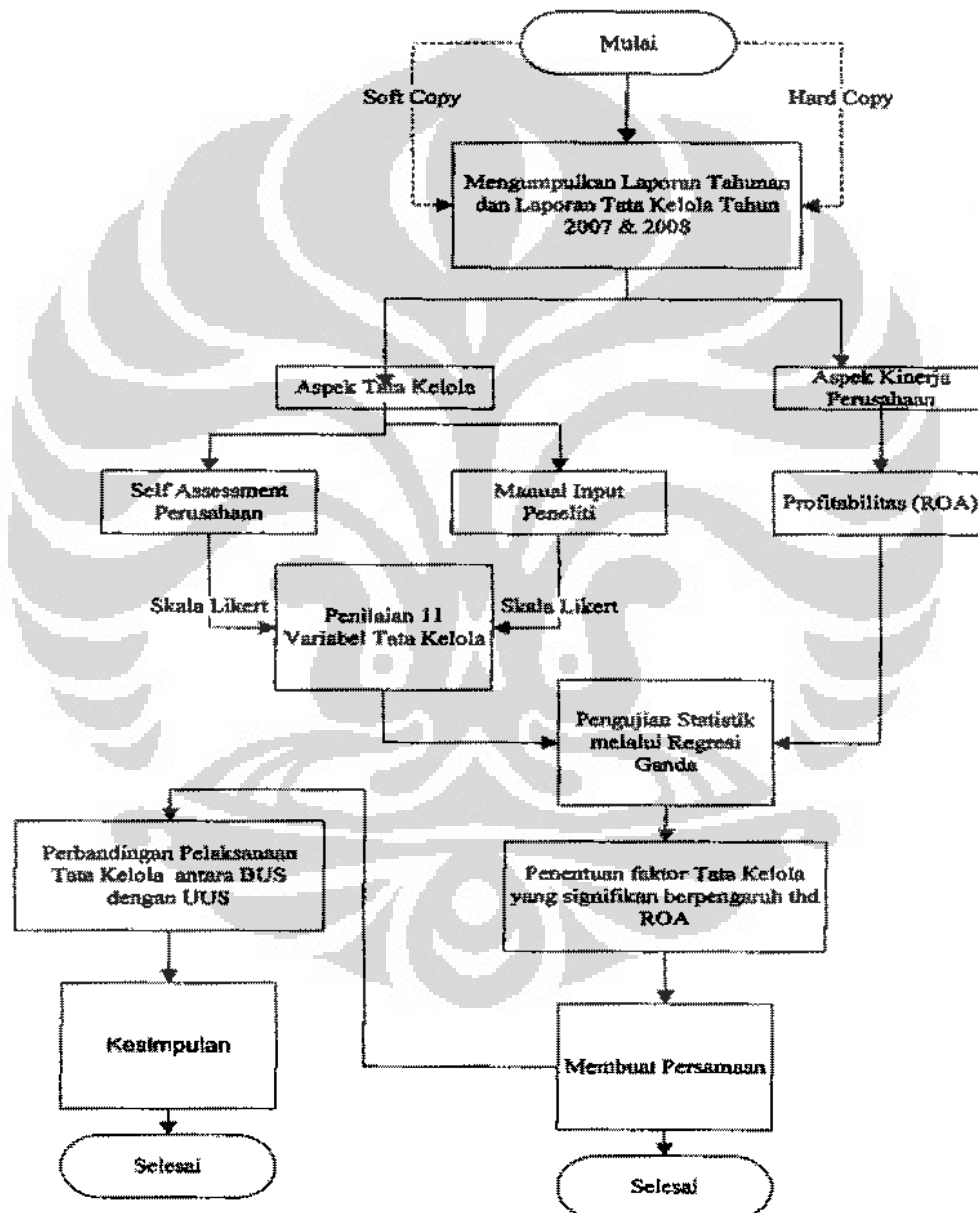 Mulai
Soft Copy
Hard Copy
Mengumpulkan Laporan Tahunan
dan Laporan Tata Kelola Tahun
2007 & 2008
Aspek Tata Kelola
Aspek Kinerja
Perusahaan
Self Assessment
Perusahaan
Manual Input
Peneliti
Profitabilitas (ROA)
Skala Likert
Skala Likert
Penilaian 11
Variabel Tata Kelola
Pengujian Statistik
melalui Regresi
Ganda
Perbandingan Pelaksanaan
Tata Kelola antara BUS
dengan UUS
Penentuan faktor Tata Kelola
yang signifikan berpengaruh thd
ROA
Kesimpulan
Membuat Persamaan
Selesai
Selesai